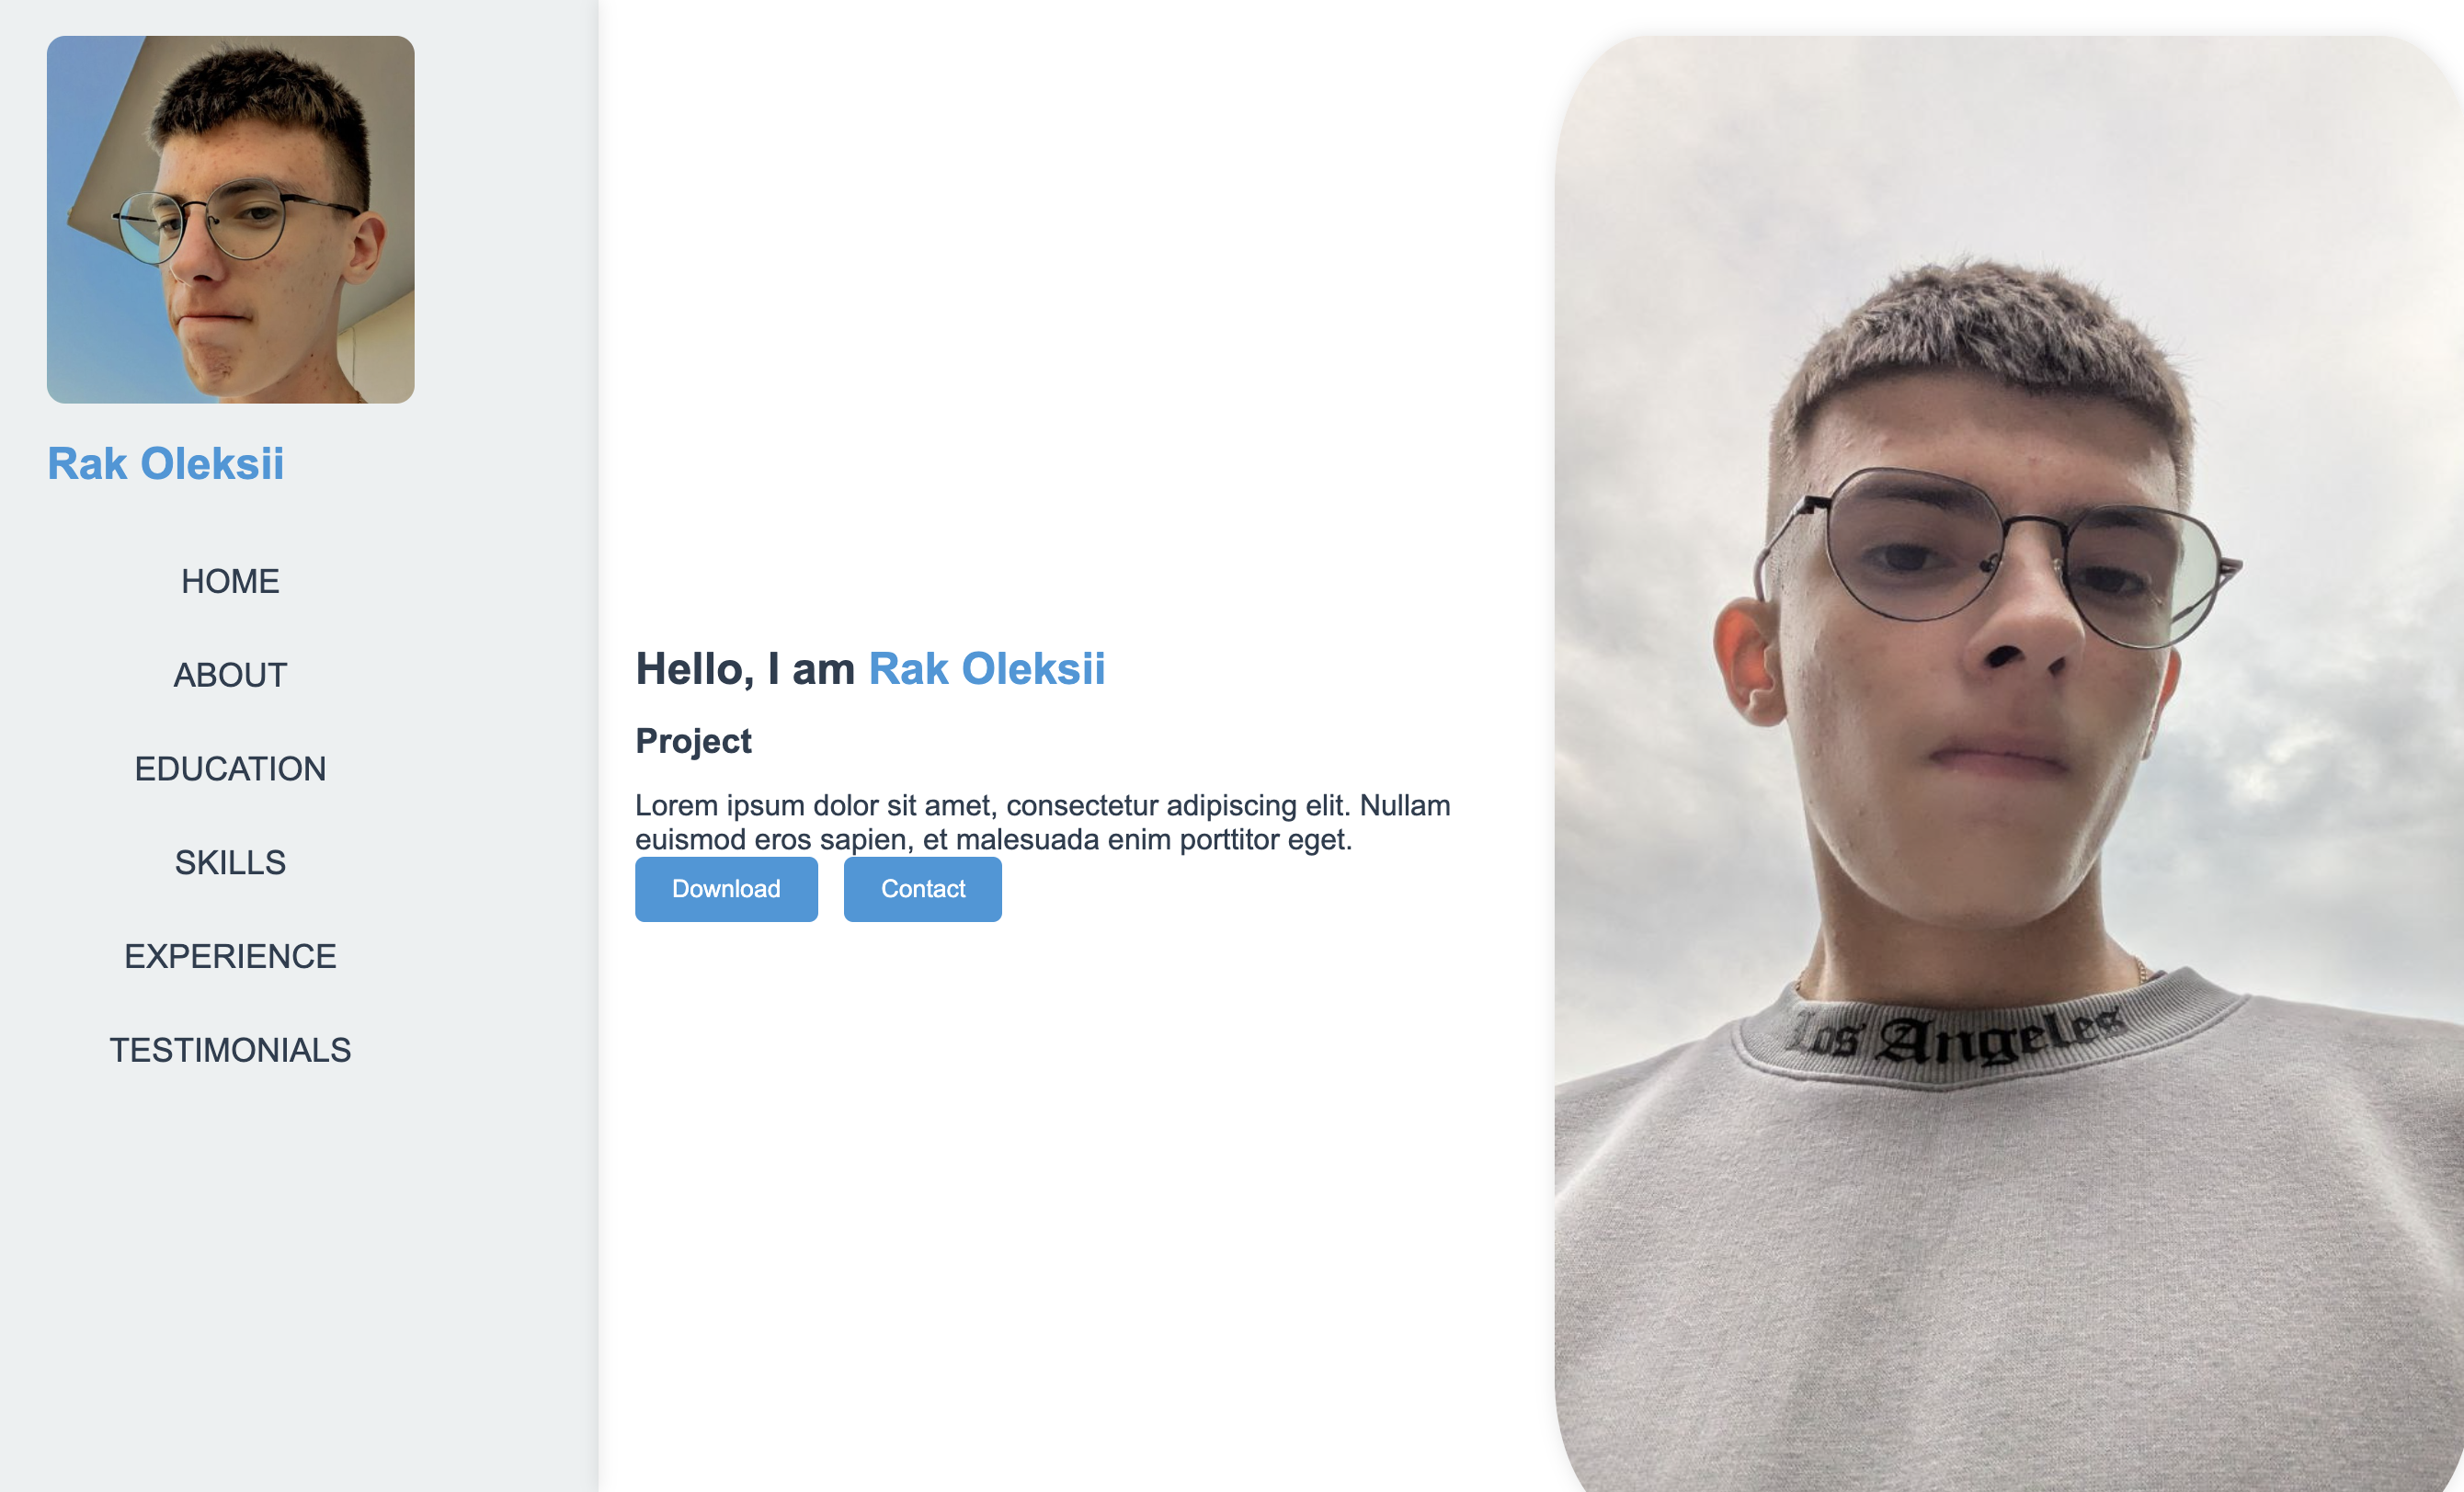 Rak Oleksii
HOME
ABOUT
EDUCATION
SKILLS
EXPERIENCE
TESTIMONIALS
Hello, I am Rak Oleksii
Project
Lorem ipsum dolor sit amet, consectetur adipiscing elit. Nullam
euismod eros sapien, et malesuada enim porttitor eget.
Download
Contact
Los Angeles